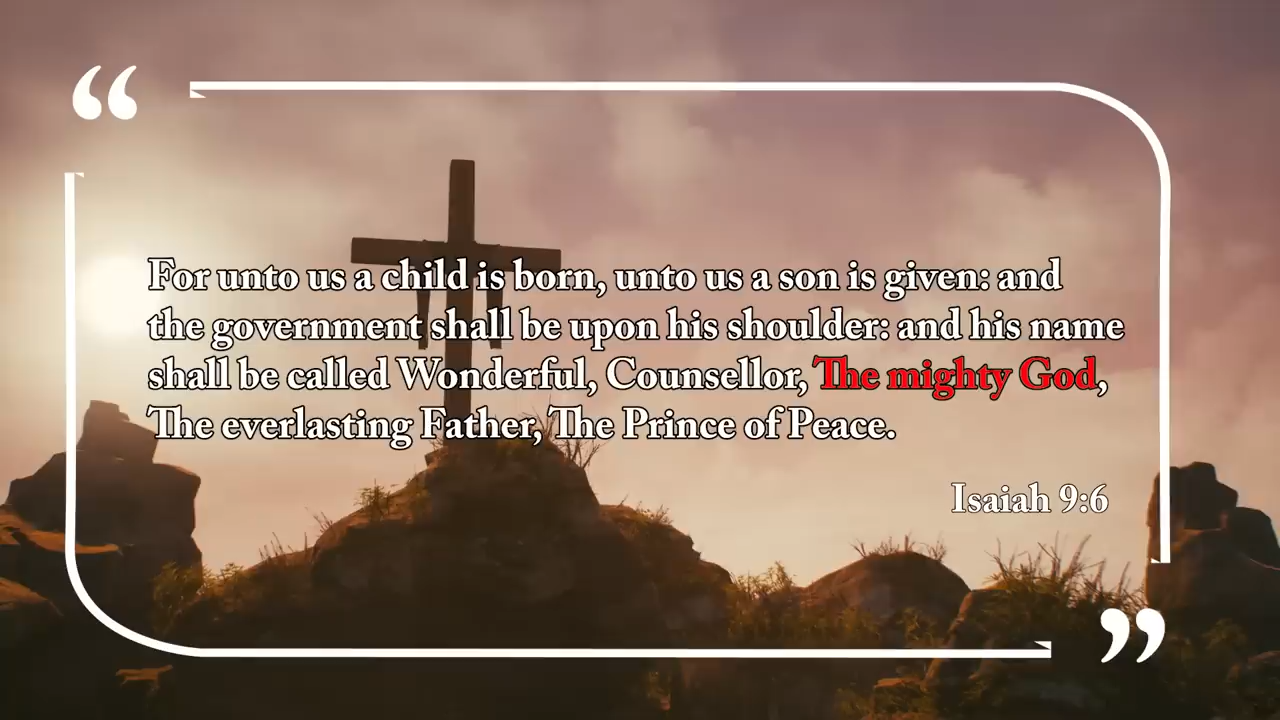 “
For unto us a child is born, unto us a son is given: and
the government shall be upon his shoulder: and his name
shall be called Wonderful, Counsellor, The mighty God,
The everlasting Father, The Prince of Peace.
Isaiah 9:6
”